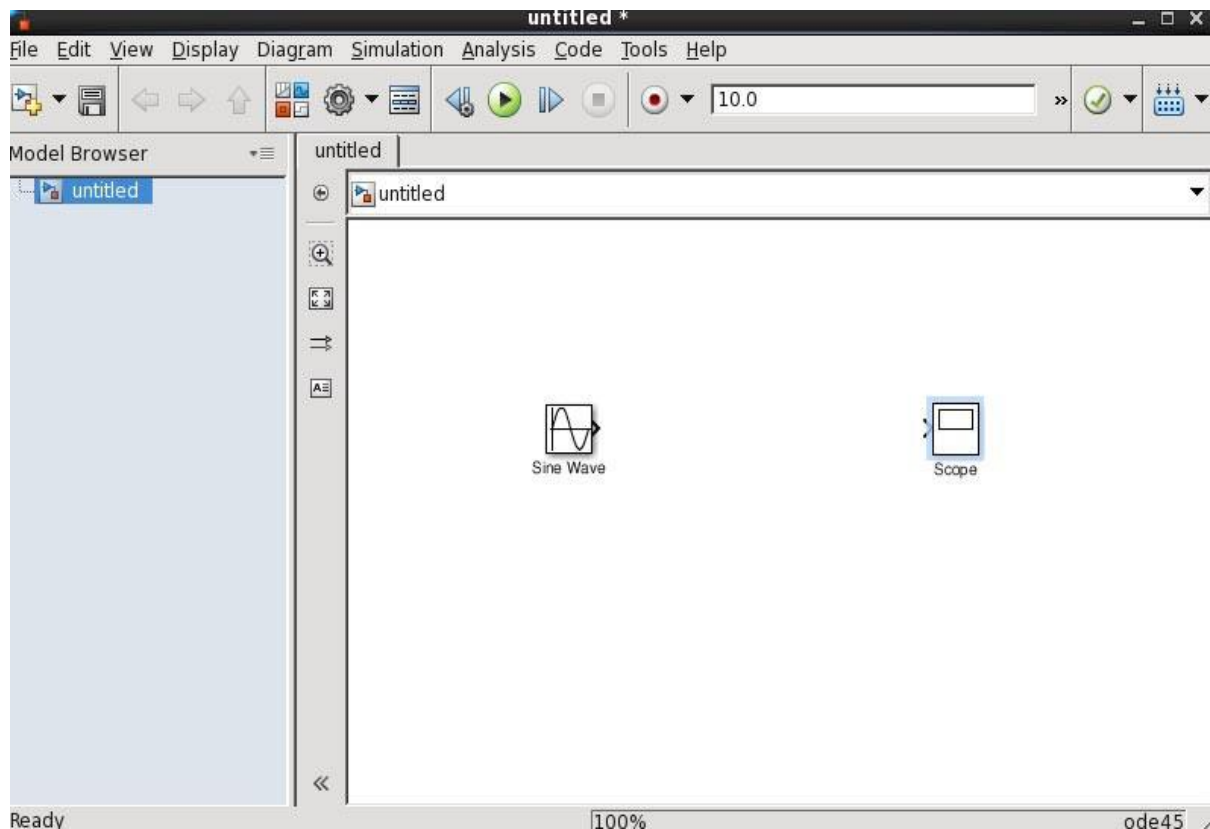 untitled *
File Edit View Display Diagram Simulation Analysis Code Tools Help
10.0 »
Model Browser
untitled
untitled
untitled
Sine Wave
Scope
Ready 100% ode45